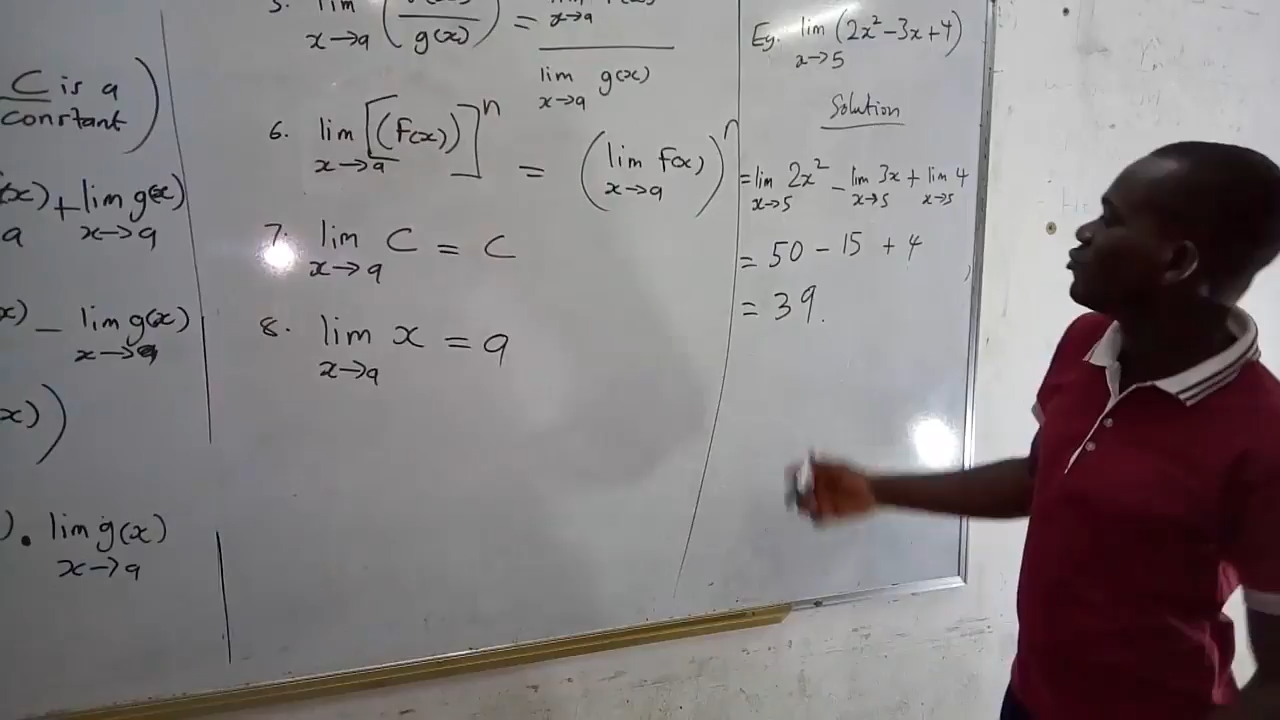 C is a
constant )
(x) + lim g(x)
a x→a
x) − lim g(x)
x→a
x))
). lim g(x)
x→a
5. lim ( / g(x) ) = x→a
x→a lim g(x)
x→a
6. lim [(f(x))]^n = (lim f(x))^n
x→a x→a
7. lim C = C
x→a
8. lim x = a
x→a
Eg. lim (2x²−3x+4)
x→5
Solution
= lim 2x² − lim 3x + lim 4
x→5 x→5 x→5
= 50 − 15 + 4
= 39.